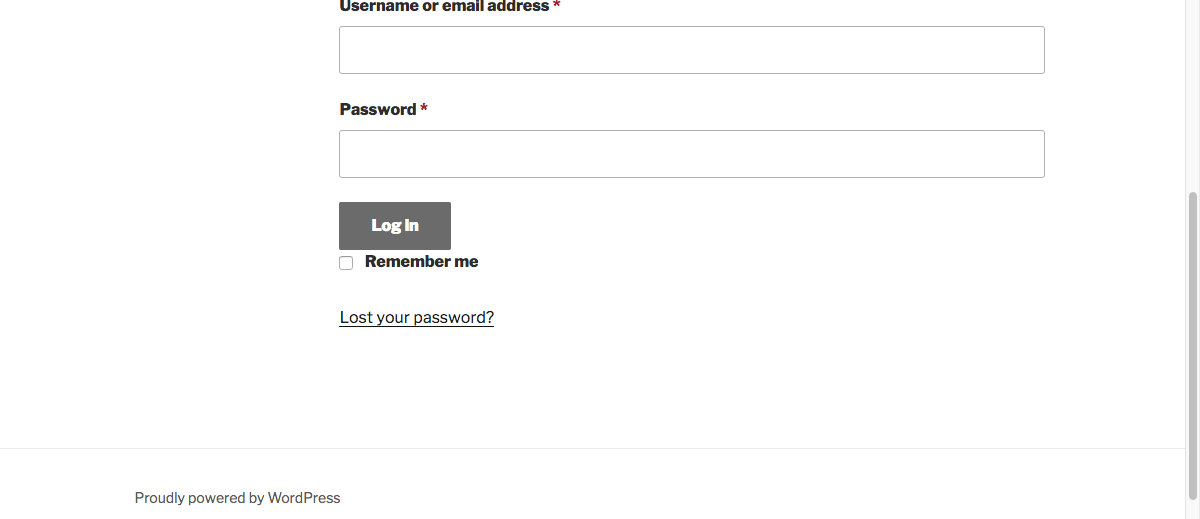 Username or email address *
Password *
Log In
Remember me
Lost your password?
Proudly powered by WordPress